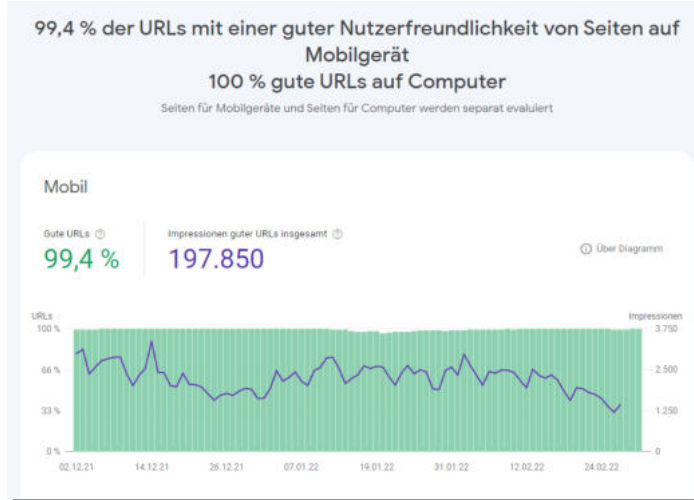 99,4 % der URLs mit einer guter Nutzerfreundlichkeit von Seiten auf
Mobilgerät
100 % gute URLs auf Computer
Seiten für Mobilgeräte und Seiten für Computer werden separat evaluiert
Mobil
Gute URLs
Impressionen guter URLs insgesamt
99,4 %
197.850
Über Diagramm
URLs
Impressionen
100 %
3.750
66 %
2.500
33 %
1.250
0 %
0
02.12.21 14.12.21 26.12.21 07.01.22 19.01.22 31.01.22 12.02.22 24.02.22